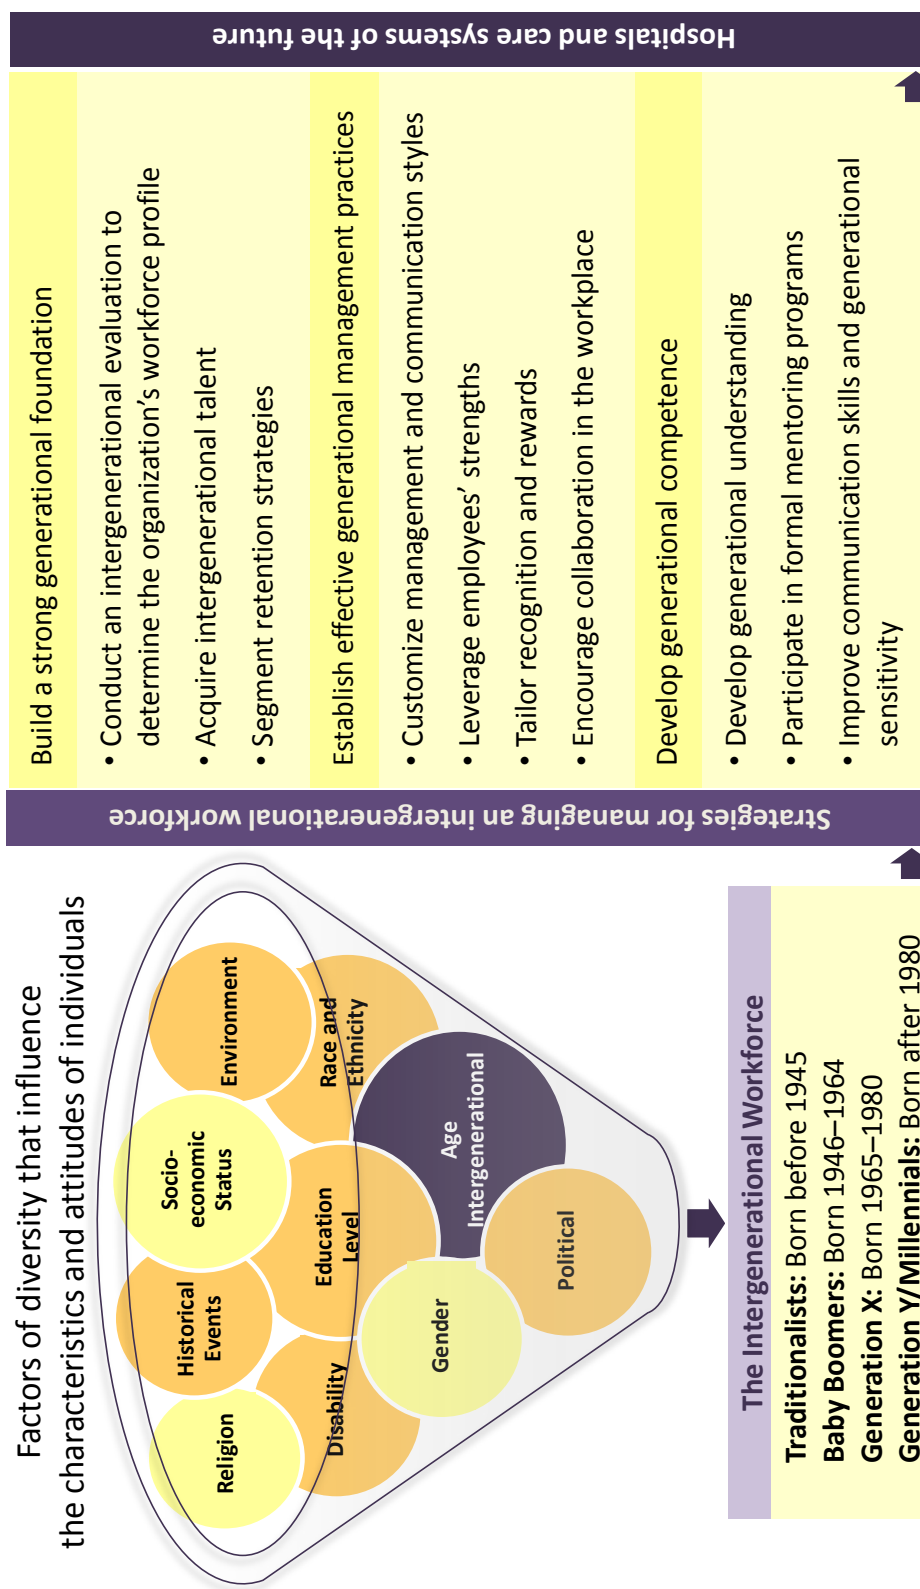 Factors of diversity that influence
the characteristics and attitudes of individuals
Religion
Historical
Events
Socio-
economic
Status
Environment
Disability
Education
Level
Race and
Ethnicity
Gender
Age
Intergenerational
Political
The Intergenerational Workforce
Traditionalists: Born before 1945
Baby Boomers: Born 1946–1964
Generation X: Born 1965–1980
Generation Y/Millennials: Born after 1980
Strategies for managing an intergenerational workforce
Build a strong generational foundation
• Conduct an intergenerational evaluation to
determine the organization’s workforce profile
• Acquire intergenerational talent
• Segment retention strategies
Establish effective generational management practices
• Customize management and communication styles
• Leverage employees’ strengths
• Tailor recognition and rewards
• Encourage collaboration in the workplace
Develop generational competence
• Develop generational understanding
• Participate in formal mentoring programs
• Improve communication skills and generational
sensitivity
Hospitals and care systems of the future